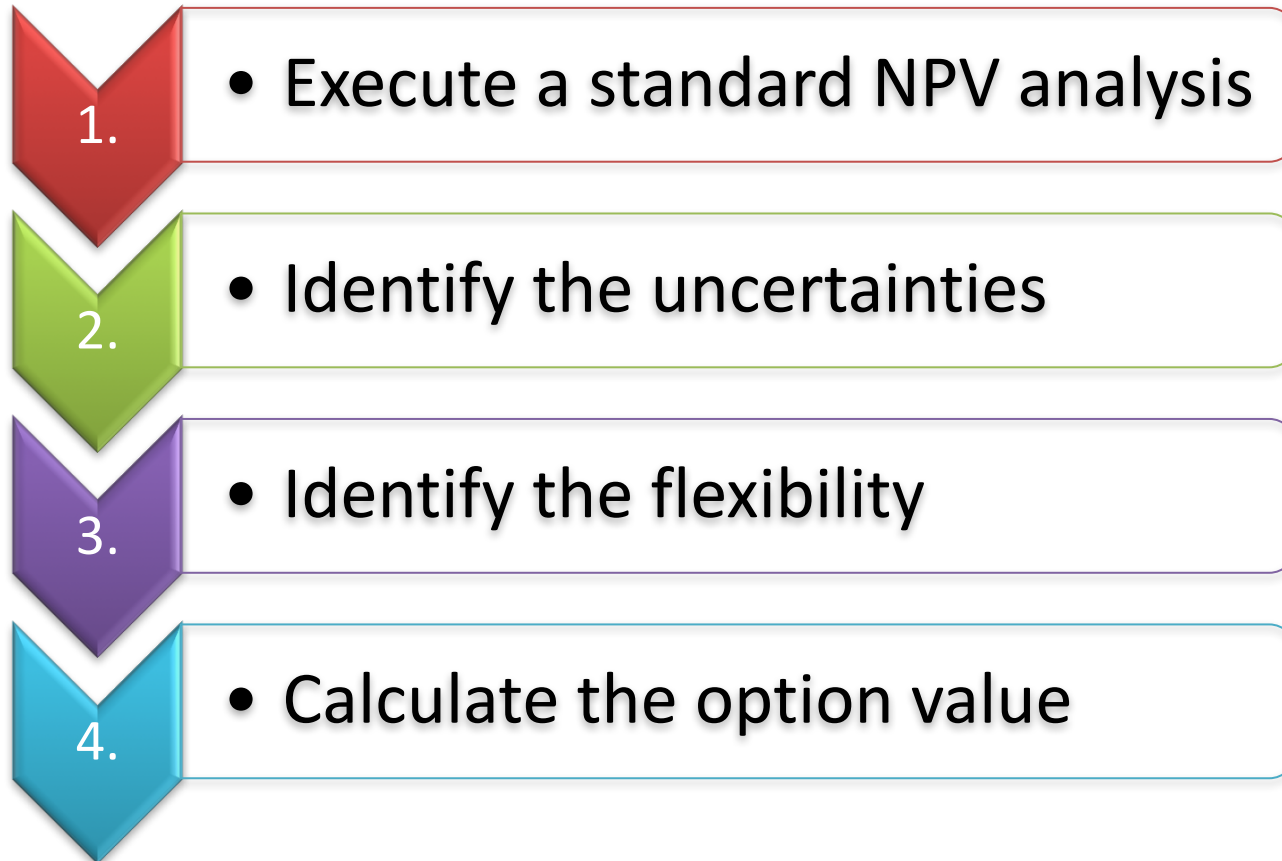 1. • Execute a standard NPV analysis
2. • Identify the uncertainties
3. • Identify the flexibility
4. • Calculate the option value